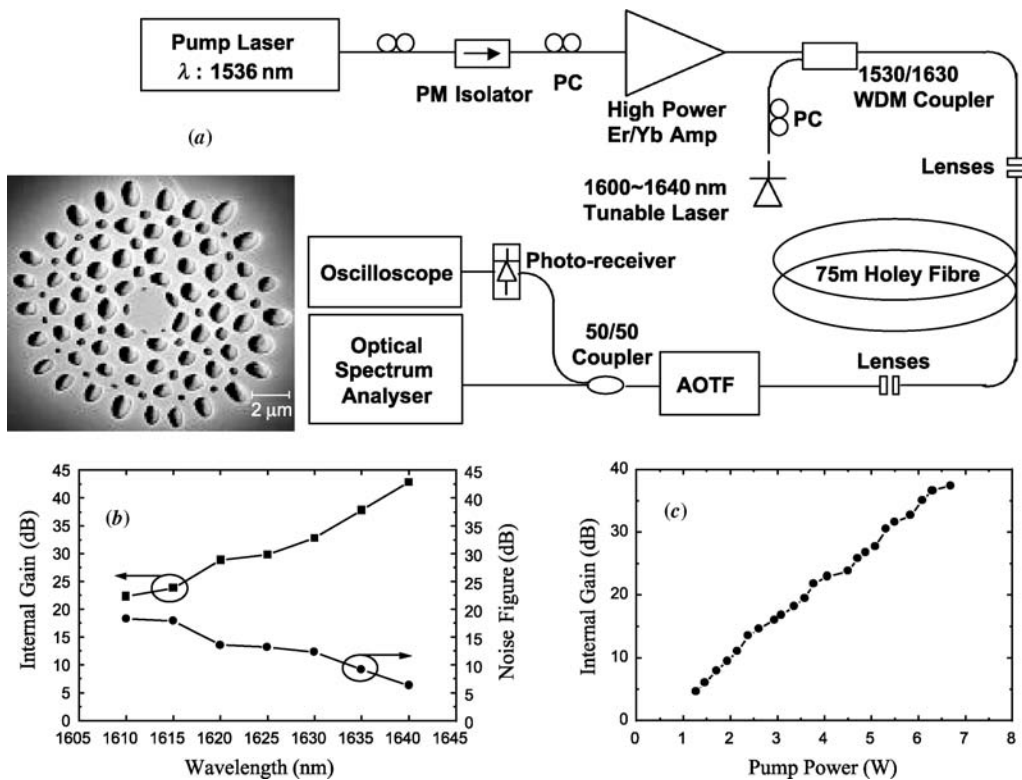 Pump Laser
λ : 1536 nm
PM Isolator
PC
High Power
Er/Yb Amp
1530/1630
WDM Coupler
PC
1600~1640 nm
Tunable Laser
Lenses
(a)
2 μm
Oscilloscope
Photo-receiver
75m Holey Fibre
Optical
Spectrum
Analyser
50/50
Coupler
AOTF
Lenses
(b)
Internal Gain (dB)
45
40
35
30
25
20
15
10
5
0
45
40
35
30
25
20
15
10
5
0
Noise Figure (dB)
1605 1610 1615 1620 1625 1630 1635 1640 1645
Wavelength (nm)
(c)
Internal Gain (dB)
40
30
20
10
0
0 1 2 3 4 5 6 7 8
Pump Power (W)